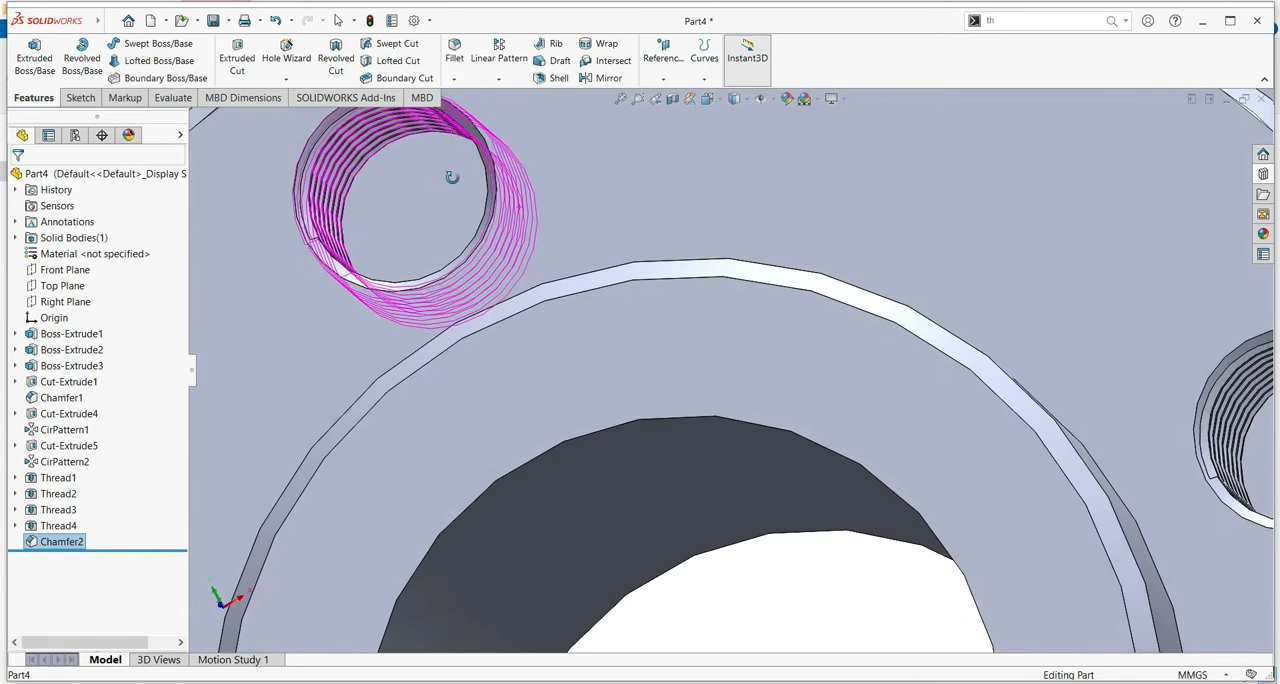 SOLIDWORKS
Part4 *
th
Extruded Boss/Base
Revolved Boss/Base
Swept Boss/Base
Lofted Boss/Base
Boundary Boss/Base
Extruded Cut
Hole Wizard
Revolved Cut
Swept Cut
Lofted Cut
Boundary Cut
Fillet
Linear Pattern
Rib
Draft
Shell
Wrap
Intersect
Mirror
Referenc...
Curves
Instant3D
Features
Sketch
Markup
Evaluate
MBD Dimensions
SOLIDWORKS Add-Ins
MBD
Part4 (Default<<Default>_Display S
History
Sensors
Annotations
Solid Bodies(1)
Material <not specified>
Front Plane
Top Plane
Right Plane
Origin
Boss-Extrude1
Boss-Extrude2
Boss-Extrude3
Cut-Extrude1
Chamfer1
Cut-Extrude4
CirPattern1
Cut-Extrude5
CirPattern2
Thread1
Thread2
Thread3
Thread4
Chamfer2
Model
3D Views
Motion Study 1
Part4
Editing Part
MMGS